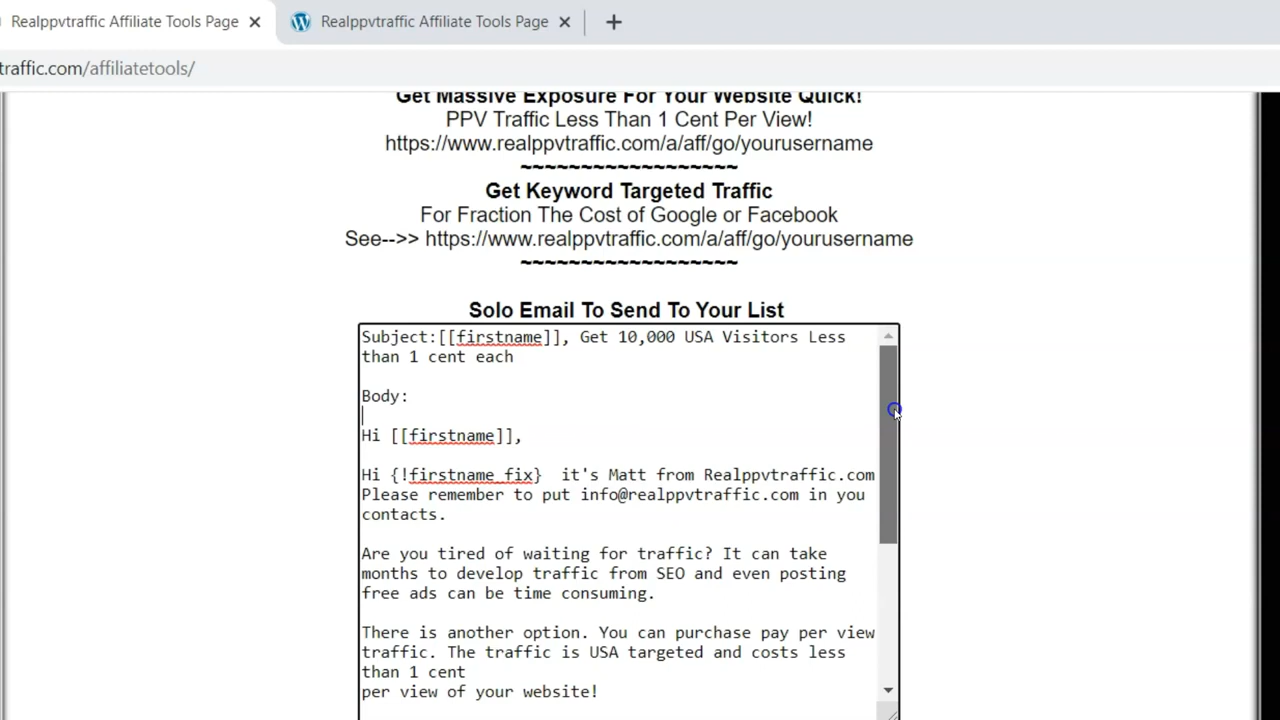 Realppvtraffic Affiliate Tools Page
Realppvtraffic Affiliate Tools Page
traffic.com/affiliatetools/
Get Massive Exposure For Your Website Quick!
PPV Traffic Less Than 1 Cent Per View!
https://www.realppvtraffic.com/a/aff/go/yourusername
~~~~~~~~~~~~~~~~~~
Get Keyword Targeted Traffic
For Fraction The Cost of Google or Facebook
See-->> https://www.realppvtraffic.com/a/aff/go/yourusername
~~~~~~~~~~~~~~~~~~
Solo Email To Send To Your List
Subject:[[firstname]], Get 10,000 USA Visitors Less
than 1 cent each
Body:
Hi [[firstname]],
Hi {!firstname_fix}  it's Matt from Realppvtraffic.com
Please remember to put info@realppvtraffic.com in you
contacts.
Are you tired of waiting for traffic? It can take
months to develop traffic from SEO and even posting
free ads can be time consuming.
There is another option. You can purchase pay per view
traffic. The traffic is USA targeted and costs less
than 1 cent
per view of your website!